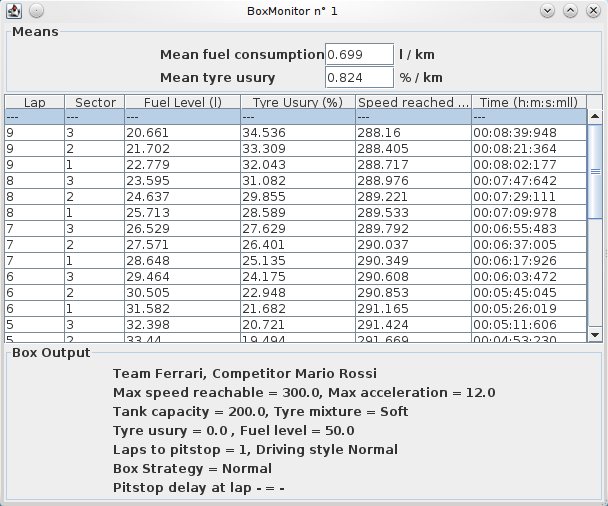 BoxMonitor n° 1
Means
Mean fuel consumption 0.699 l / km
Mean tyre usury 0.824 % / km
Lap Sector Fuel Level (l) Tyre Usury (%) Speed reached ... Time (h:m:s:mll)
--- --- --- --- --- ---
9 3 20.661 34.536 288.16 00:08:39:948
9 2 21.702 33.309 288.405 00:08:21:364
9 1 22.779 32.043 288.717 00:08:02:177
8 3 23.595 31.082 288.976 00:07:47:642
8 2 24.637 29.855 289.221 00:07:29:111
8 1 25.713 28.589 289.533 00:07:09:978
7 3 26.529 27.629 289.792 00:06:55:483
7 2 27.571 26.401 290.037 00:06:37:005
7 1 28.648 25.135 290.349 00:06:17:926
6 3 29.464 24.175 290.608 00:06:03:472
6 2 30.505 22.948 290.853 00:05:45:045
6 1 31.582 21.682 291.165 00:05:26:019
5 3 32.398 20.721 291.424 00:05:11:606
5 2 33.44 19.494 291.669 00:04:53:230
Box Output
Team Ferrari, Competitor Mario Rossi
Max speed reachable = 300.0, Max acceleration = 12.0
Tank capacity = 200.0, Tyre mixture = Soft
Tyre usury = 0.0 , Fuel level = 50.0
Laps to pitstop = 1, Driving style Normal
Box Strategy = Normal
Pitstop delay at lap - = -